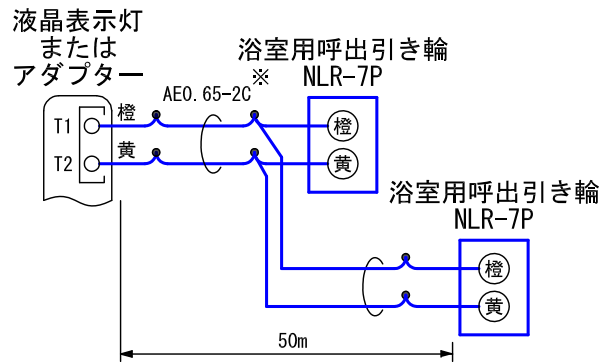 液晶表示灯
または
アダプター
浴室用呼出引き輪
NLR-7P
※
AE0.65-2C
T1
橙
橙
T2
黄
黄
浴室用呼出引き輪
NLR-7P
橙
黄
50m